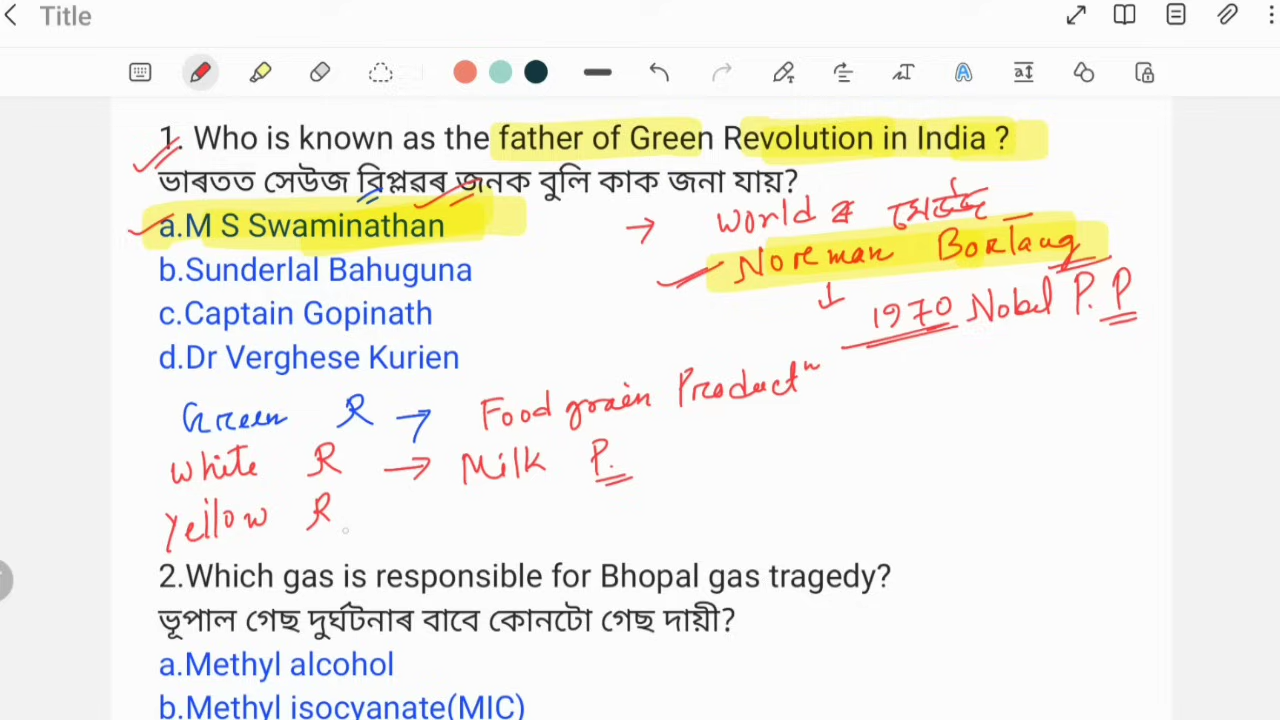 Title
1. Who is known as the father of Green Revolution in India ?
ভাৰতত সেউজ বিপ্লৱৰ জনক বুলি কাক জনা যায়?
a.M S Swaminathan
world ৰ সেউজ
Noreman Borlaug
1970 Nobel P. P
b.Sunderlal Bahuguna
c.Captain Gopinath
d.Dr Verghese Kurien
Green R → Food grain Productn
White R → Milk P.
Yellow R
2.Which gas is responsible for Bhopal gas tragedy?
ভূপাল গেছ দুৰ্ঘটনাৰ বাবে কোনটো গেছ দায়ী?
a.Methyl alcohol
b.Methyl isocyanate(MIC)